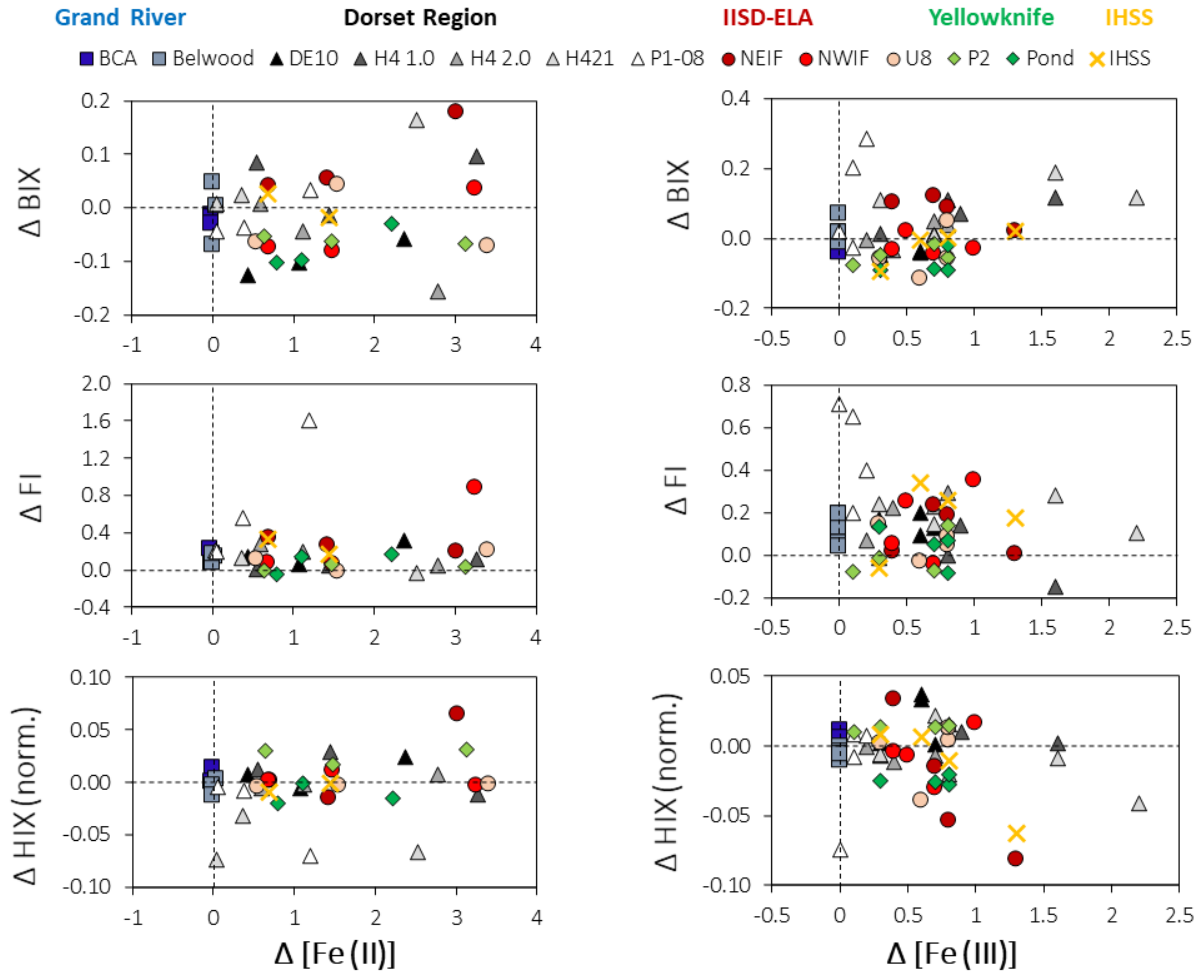 Grand River Dorset Region IISD-ELA Yellowknife IHSS
BCA Belwood DE10 H4 1.0 H4 2.0 H421 P1-08 NEIF NWIF U8 P2 Pond IHSS
Δ BIX
0.2
0.1
0.0
-0.1
-0.2
-1 0 1 2 3 4
Δ BIX
0.4
0.2
0.0
-0.2
-0.5 0 0.5 1 1.5 2 2.5
Δ FI
2.0
1.6
1.2
0.8
0.4
0.0
-0.4
-1 0 1 2 3 4
Δ FI
0.8
0.6
0.4
0.2
0.0
-0.2
-0.5 0 0.5 1 1.5 2 2.5
Δ HIX (norm.)
0.10
0.05
0.00
-0.05
-0.10
-1 0 1 2 3 4
Δ [Fe (II)]
Δ HIX (norm.)
0.05
0.00
-0.05
-0.10
-0.5 0 0.5 1 1.5 2 2.5
Δ [Fe (III)]